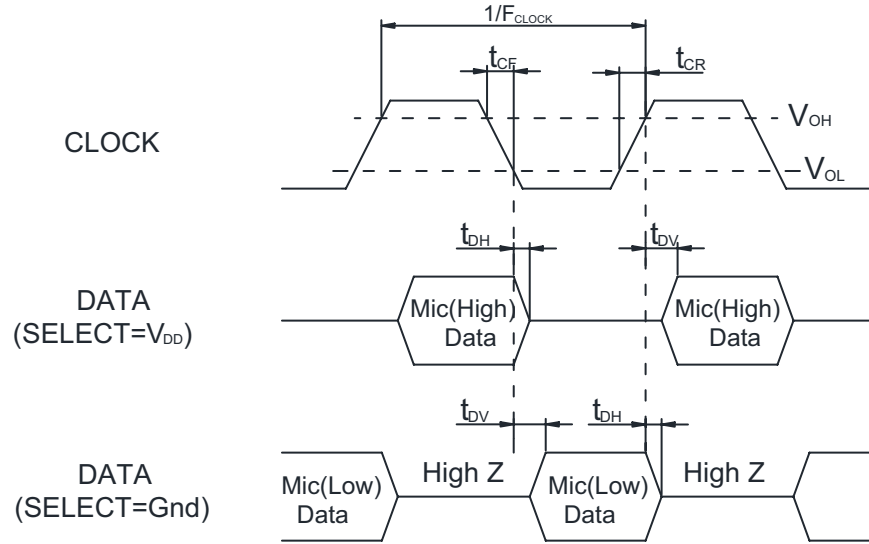 1/FCLOCK
tCF
tCR
CLOCK
VOH
VOL
tDH
tDV
DATA
(SELECT=VDD)
Mic(High)
Data
Mic(High)
Data
tDV
tDH
DATA
(SELECT=Gnd)
Mic(Low)
Data
High Z
Mic(Low)
Data
High Z